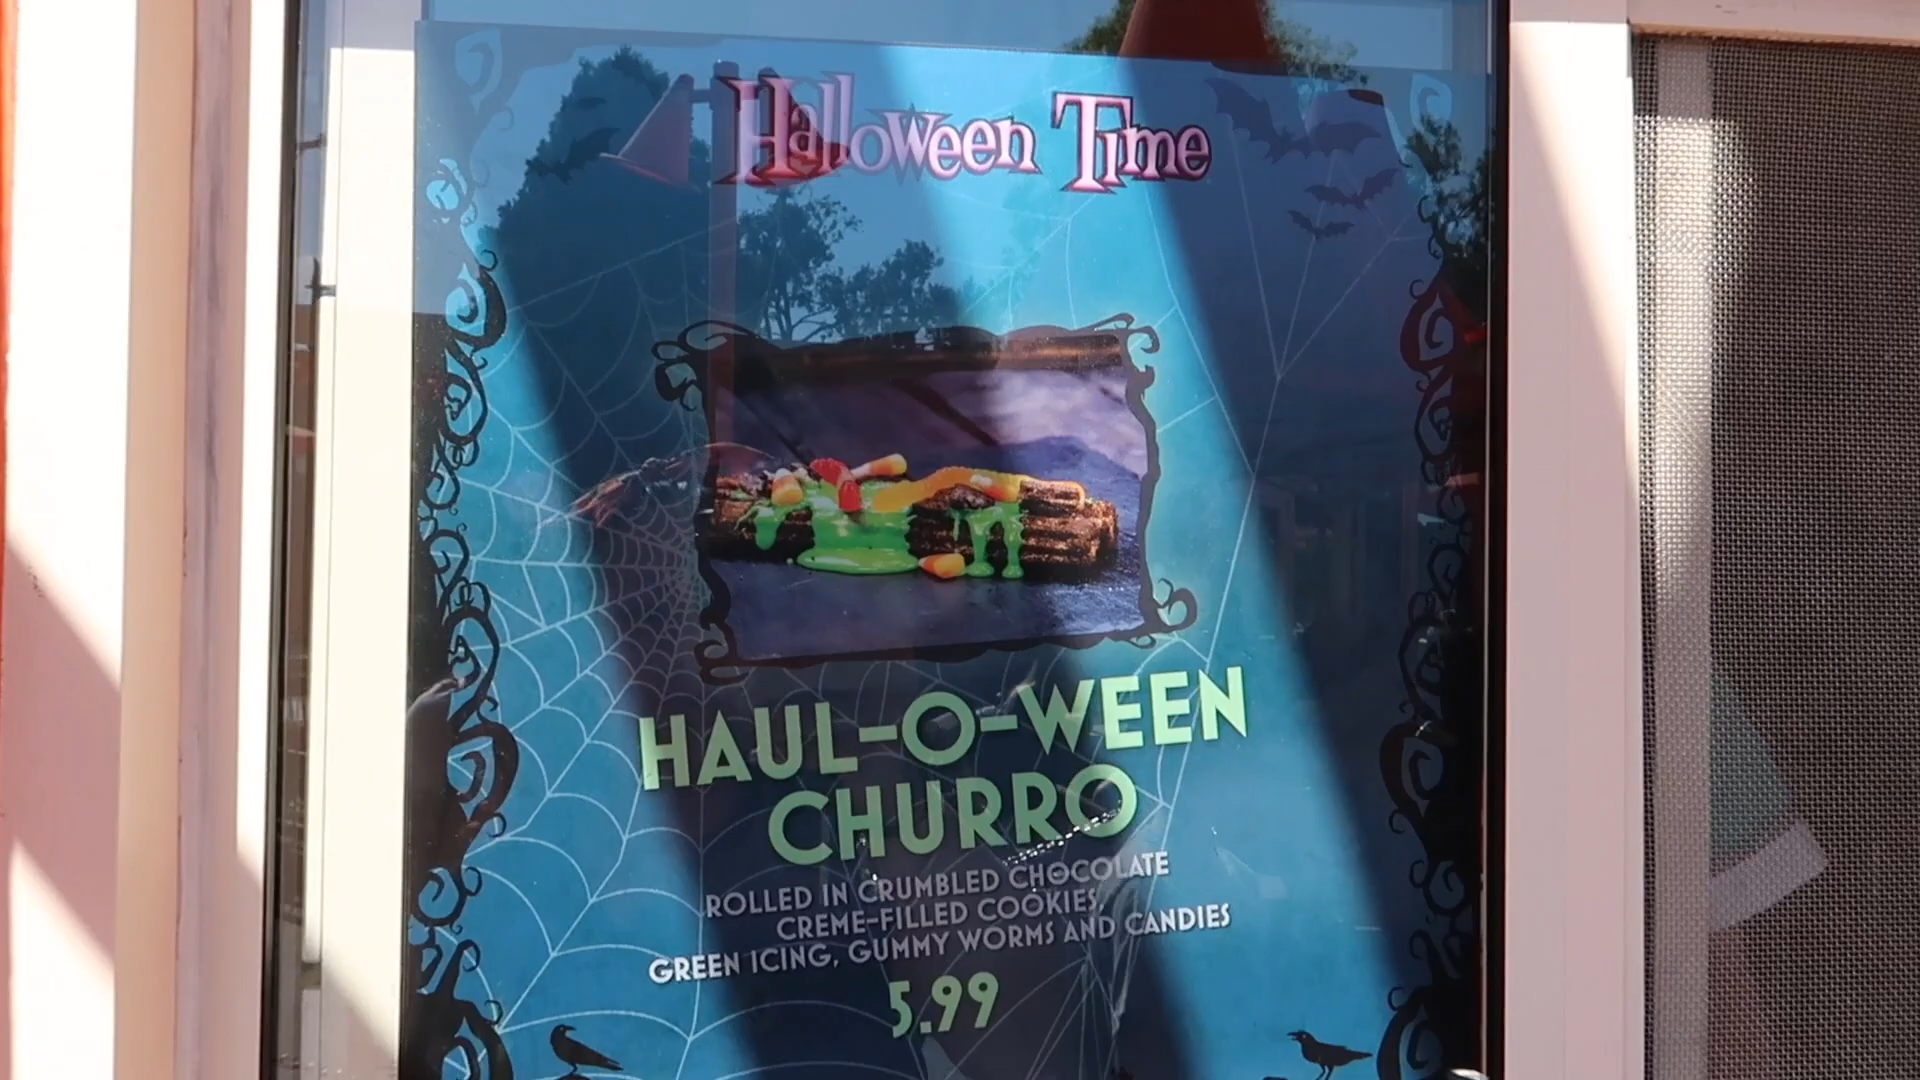 Halloween Time
HAUL-O-WEEN
CHURRO
ROLLED IN CRUMBLED CHOCOLATE
CREME-FILLED COOKIES,
GREEN ICING, GUMMY WORMS AND CANDIES
5.99